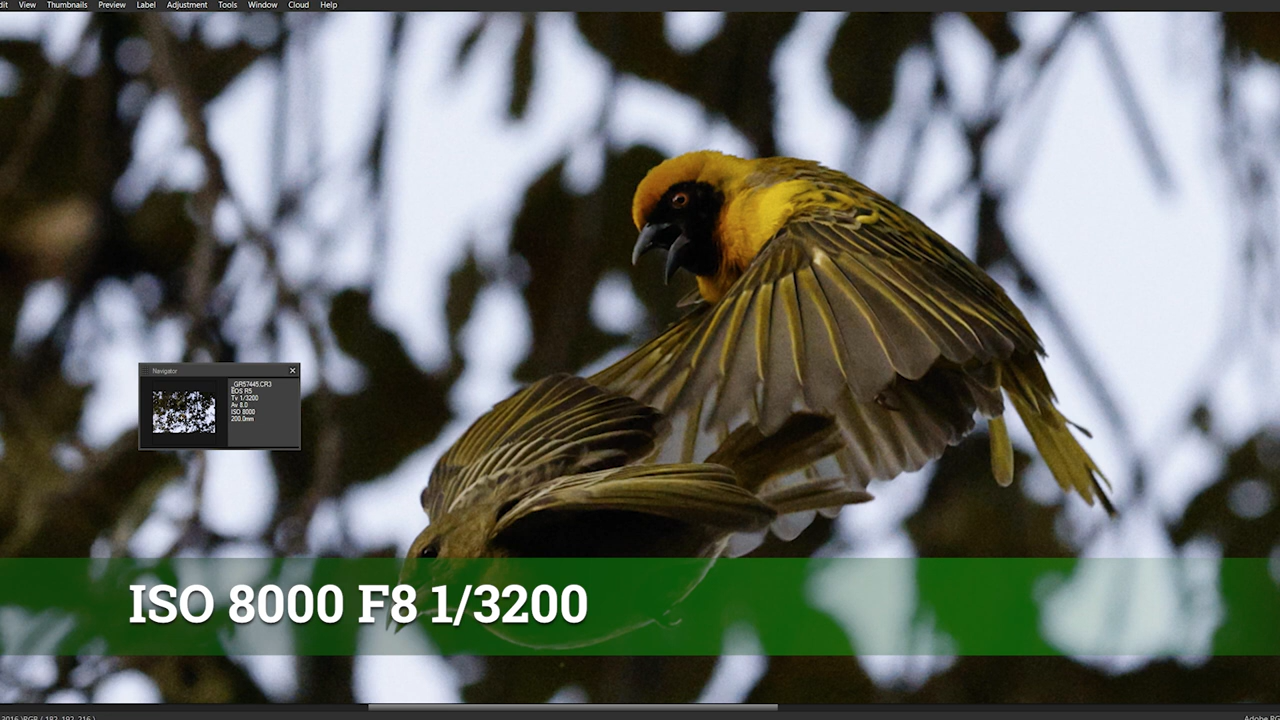 dit View Thumbnails Preview Label Adjustment Tools Window Cloud Help
Navigator
_GR57445.CR3
EOS R5
Tv 1/3200
Av 8.0
ISO 8000
200.0mm
ISO 8000 F8 1/3200